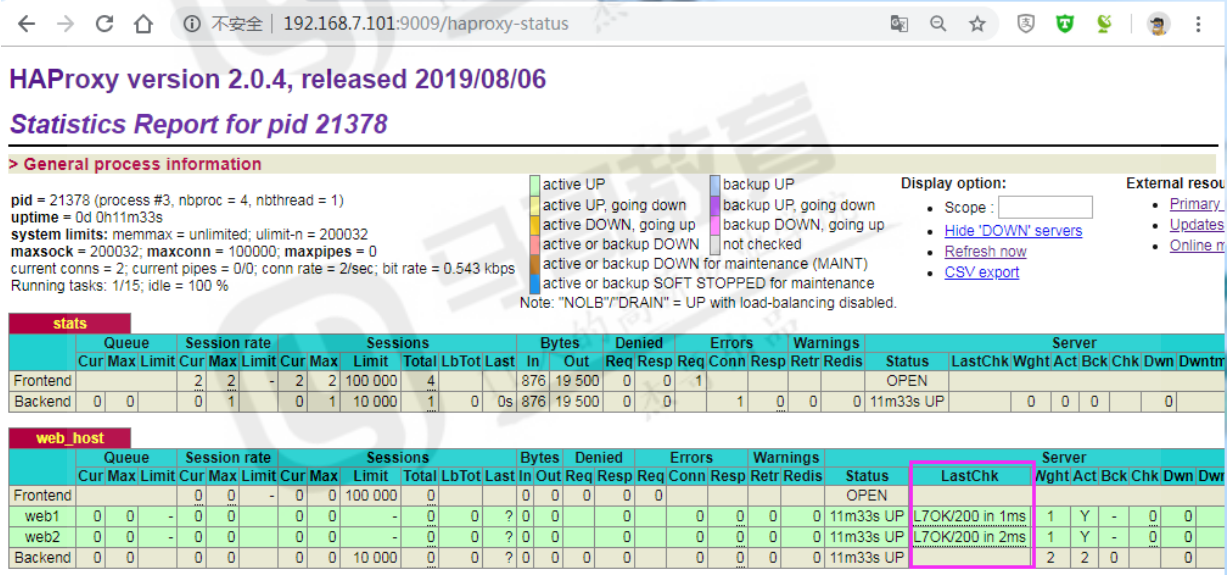 不安全 | 192.168.7.101:9009/haproxy-status
HAProxy version 2.0.4, released 2019/08/06
Statistics Report for pid 21378
> General process information
pid = 21378 (process #3, nbproc = 4, nbthread = 1)
uptime = 0d 0h11m33s
system limits: memmax = unlimited; ulimit-n = 200032
maxsock = 200032; maxconn = 100000; maxpipes = 0
current conns = 2; current pipes = 0/0; conn rate = 2/sec; bit rate = 0.543 kbps
Running tasks: 1/15; idle = 100 %
active UP backup UP
active UP, going down backup UP, going down
active DOWN, going up backup DOWN, going up
active or backup DOWN not checked
active or backup DOWN for maintenance (MAINT)
active or backup SOFT STOPPED for maintenance
Note: "NOLB"/"DRAIN" = UP with load-balancing disabled.
Display option:
Scope :
Hide 'DOWN' servers
Refresh now
CSV export
External resou
Primary
Updates
Online m
stats
Queue Session rate Sessions Bytes Denied Errors Warnings Server
Cur Max Limit Cur Max Limit Cur Max Limit Total LbTot Last In Out Req Resp Req Conn Resp Retr Redis Status LastChk Wght Act Bck Chk Dwn Dwntm
Frontend 2 2 - 2 2 100 000 4 876 19 500 0 0 1 OPEN
Backend 0 0 0 1 0 1 10 000 1 0 0s 876 19 500 0 0 1 0 0 0 11m33s UP 0 0 0 0
web_host
Queue Session rate Sessions Bytes Denied Errors Warnings Server
Cur Max Limit Cur Max Limit Cur Max Limit Total LbTot Last In Out Req Resp Req Conn Resp Retr Redis Status LastChk Wght Act Bck Chk Dwn Dwn
Frontend 0 0 - 0 0 100 000 0 0 0 0 0 0 OPEN
web1 0 0 - 0 0 0 0 - 0 0 ? 0 0 0 0 0 0 0 11m33s UP L7OK/200 in 1ms 1 Y - 0 0
web2 0 0 - 0 0 0 0 - 0 0 ? 0 0 0 0 0 0 0 11m33s UP L7OK/200 in 2ms 1 Y - 0 0
Backend 0 0 0 0 0 0 10 000 0 0 ? 0 0 0 0 0 0 0 0 11m33s UP 2 2 0 0